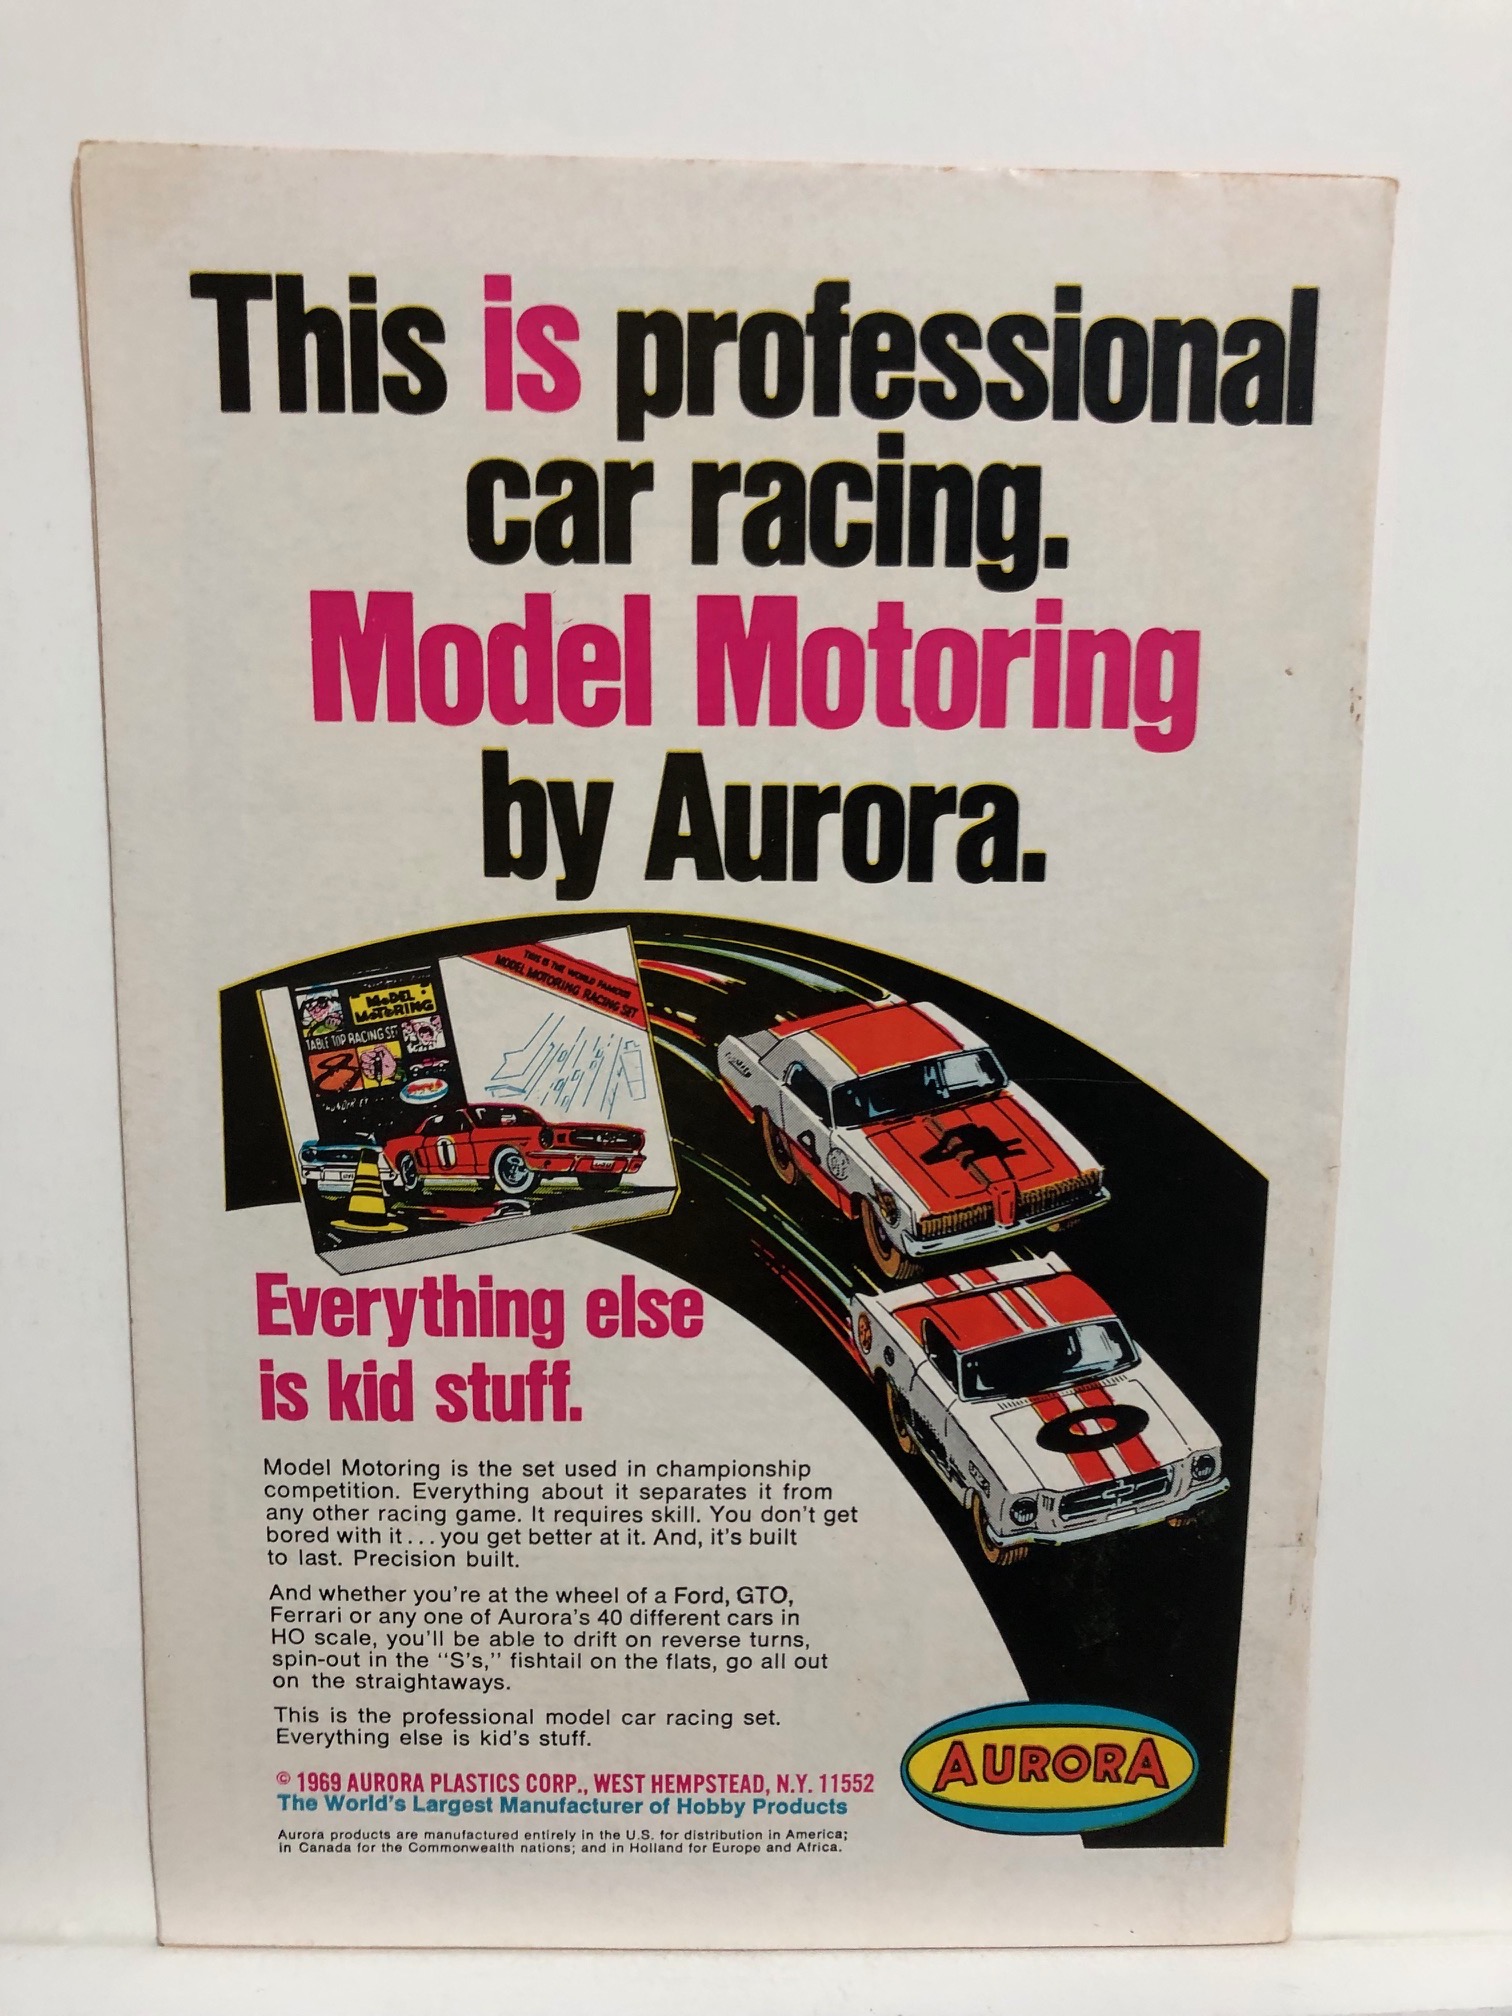 This is professional
car racing.
Model Motoring
by Aurora.
THIS IS THE WORLD FAMOUS
MODEL MOTORING RACING SET
MODEL
MOTORING
TABLE TOP RACING SET
Everything else
is kid stuff.
Model Motoring is the set used in championship
competition. Everything about it separates it from
any other racing game. It requires skill. You don't get
bored with it...you get better at it. And, it's built
to last. Precision built.
And whether you're at the wheel of a Ford, GTO,
Ferrari or any one of Aurora's 40 different cars in
HO scale, you'll be able to drift on reverse turns,
spin-out in the "S's," fishtail on the flats, go all out
on the straightaways.
This is the professional model car racing set.
Everything else is kid's stuff.
© 1969 AURORA PLASTICS CORP., WEST HEMPSTEAD, N.Y. 11552
The World's Largest Manufacturer of Hobby Products
Aurora products are manufactured entirely in the U.S. for distribution in America;
in Canada for the Commonwealth nations; and in Holland for Europe and Africa.
AURORA